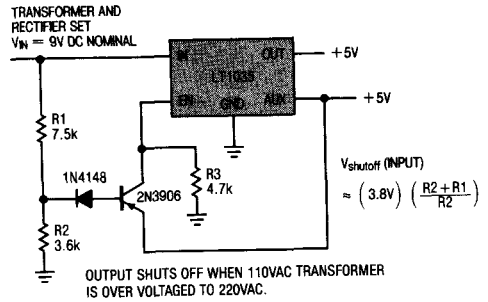 TRANSFORMER AND
RECTIFIER SET
VIN = 9V DC NOMINAL
IN
OUT
+5V
LT1035
EN
GND
AUX
+5V
R1
7.5k
1N4148
2N3906
R3
4.7k
R2
3.6k
Vshutoff (INPUT)
≈ (3.8V) (R2 + R1
R2)
OUTPUT SHUTS OFF WHEN 110VAC TRANSFORMER
IS OVER VOLTAGED TO 220VAC.